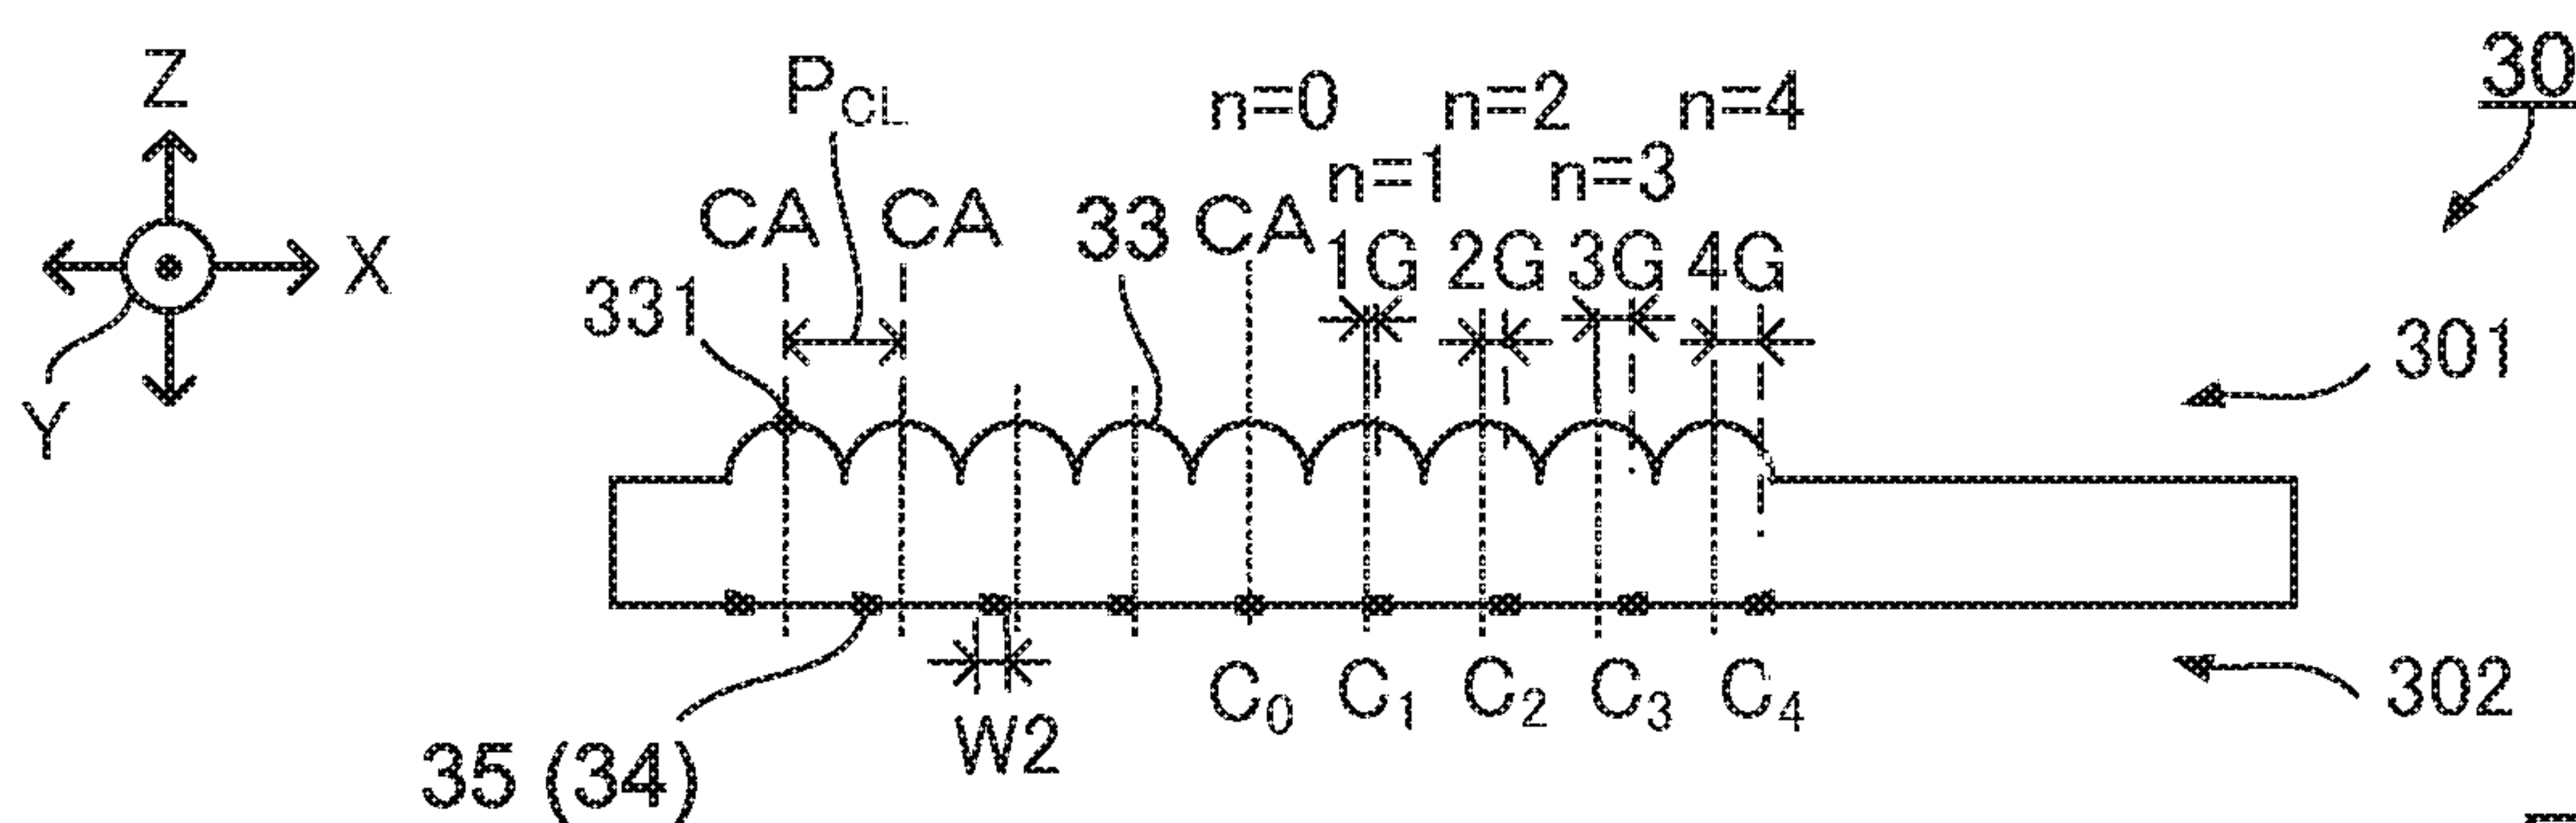 Z
X
Y
P_CL
n=0 n=2 n=4
n=1 n=3
30
CA CA 33 CA 1G 2G 3G 4G
331
301
302
C₀ C₁ C₂ C₃ C₄
W2
35 (34)